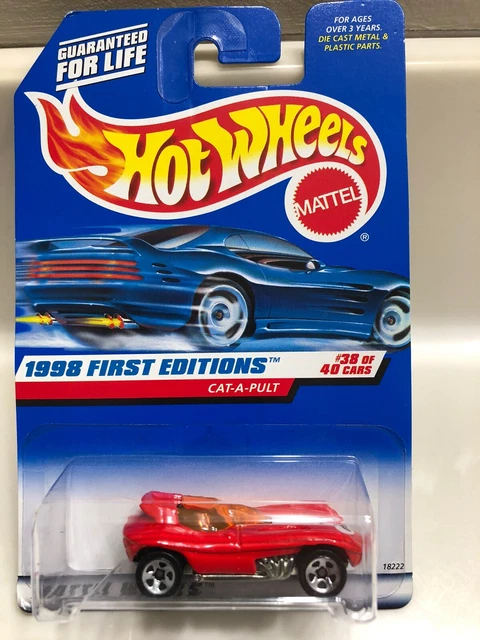 GUARANTEED
FOR LIFE
FOR AGES
OVER 3 YEARS.
DIE CAST METAL &
PLASTIC PARTS.
HOT WHEELS
MATTEL
®
1998 FIRST EDITIONS™
#38 OF
40 CARS
CAT-A-PULT
18222